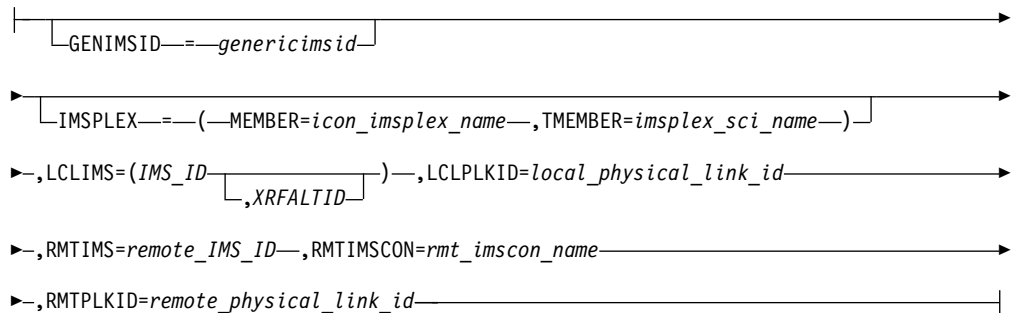 GENIMSID = genericimsid
IMSPLEX = ( MEMBER=icon_imsplex_name ,TMEMBER=imsplex_sci_name )
,LCLIMS=(IMS_ID ,XRFALTID ) ,LCLPLKID=local_physical_link_id
,RMTIMS=remote_IMS_ID ,RMTIMSCON=rmt_imscon_name
,RMTPLKID=remote_physical_link_id